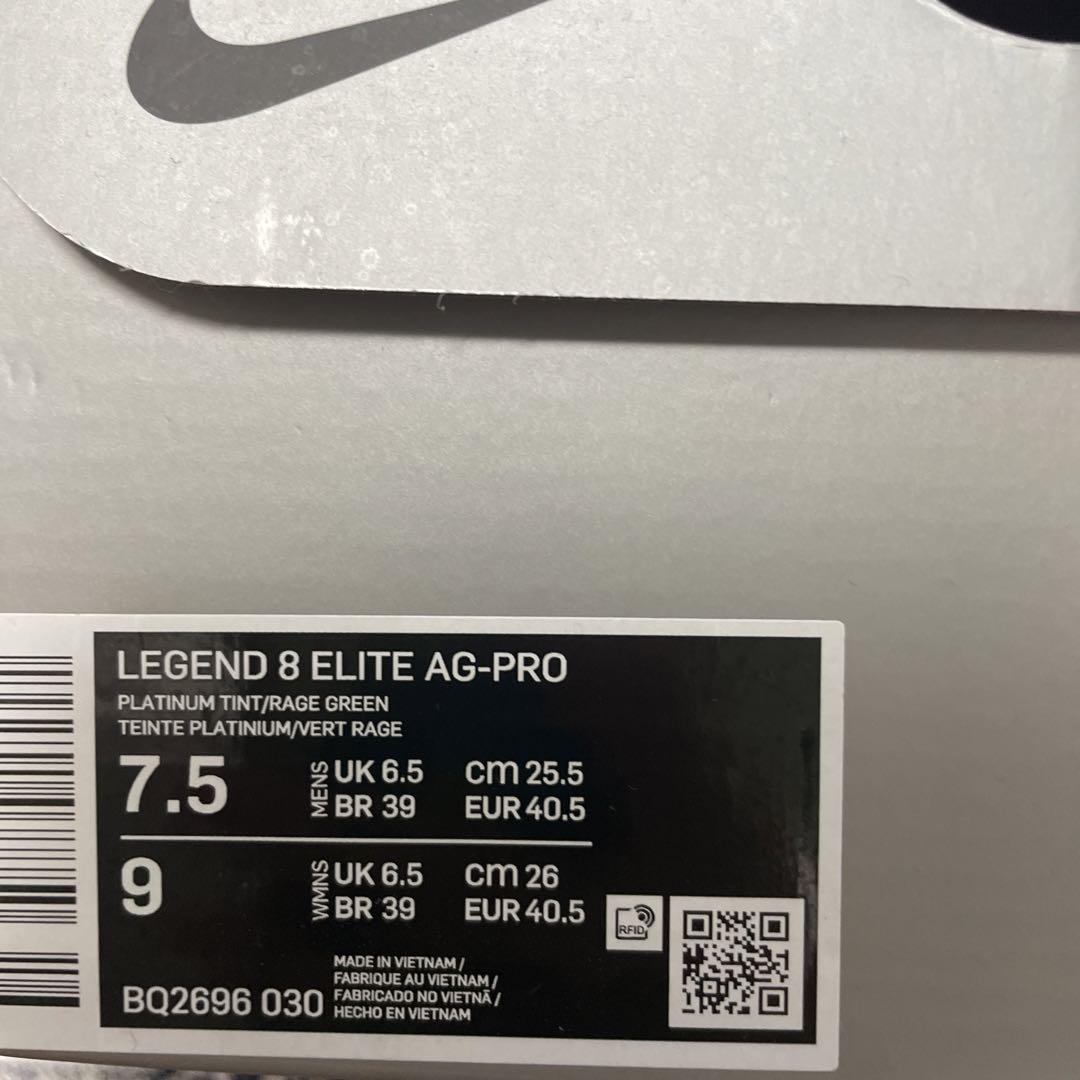 LEGEND 8 ELITE AG-PRO
PLATINUM TINT/RAGE GREEN
TEINTE PLATINIUM/VERT RAGE
7.5 MENS UK 6.5 cm 25.5
BR 39 EUR 40.5
9 WMNS UK 6.5 cm 26
BR 39 EUR 40.5
RFID
MADE IN VIETNAM /
FABRIQUE AU VIETNAM /
FABRICADO NO VIETNÃ /
HECHO EN VIETNAM
BQ2696 030